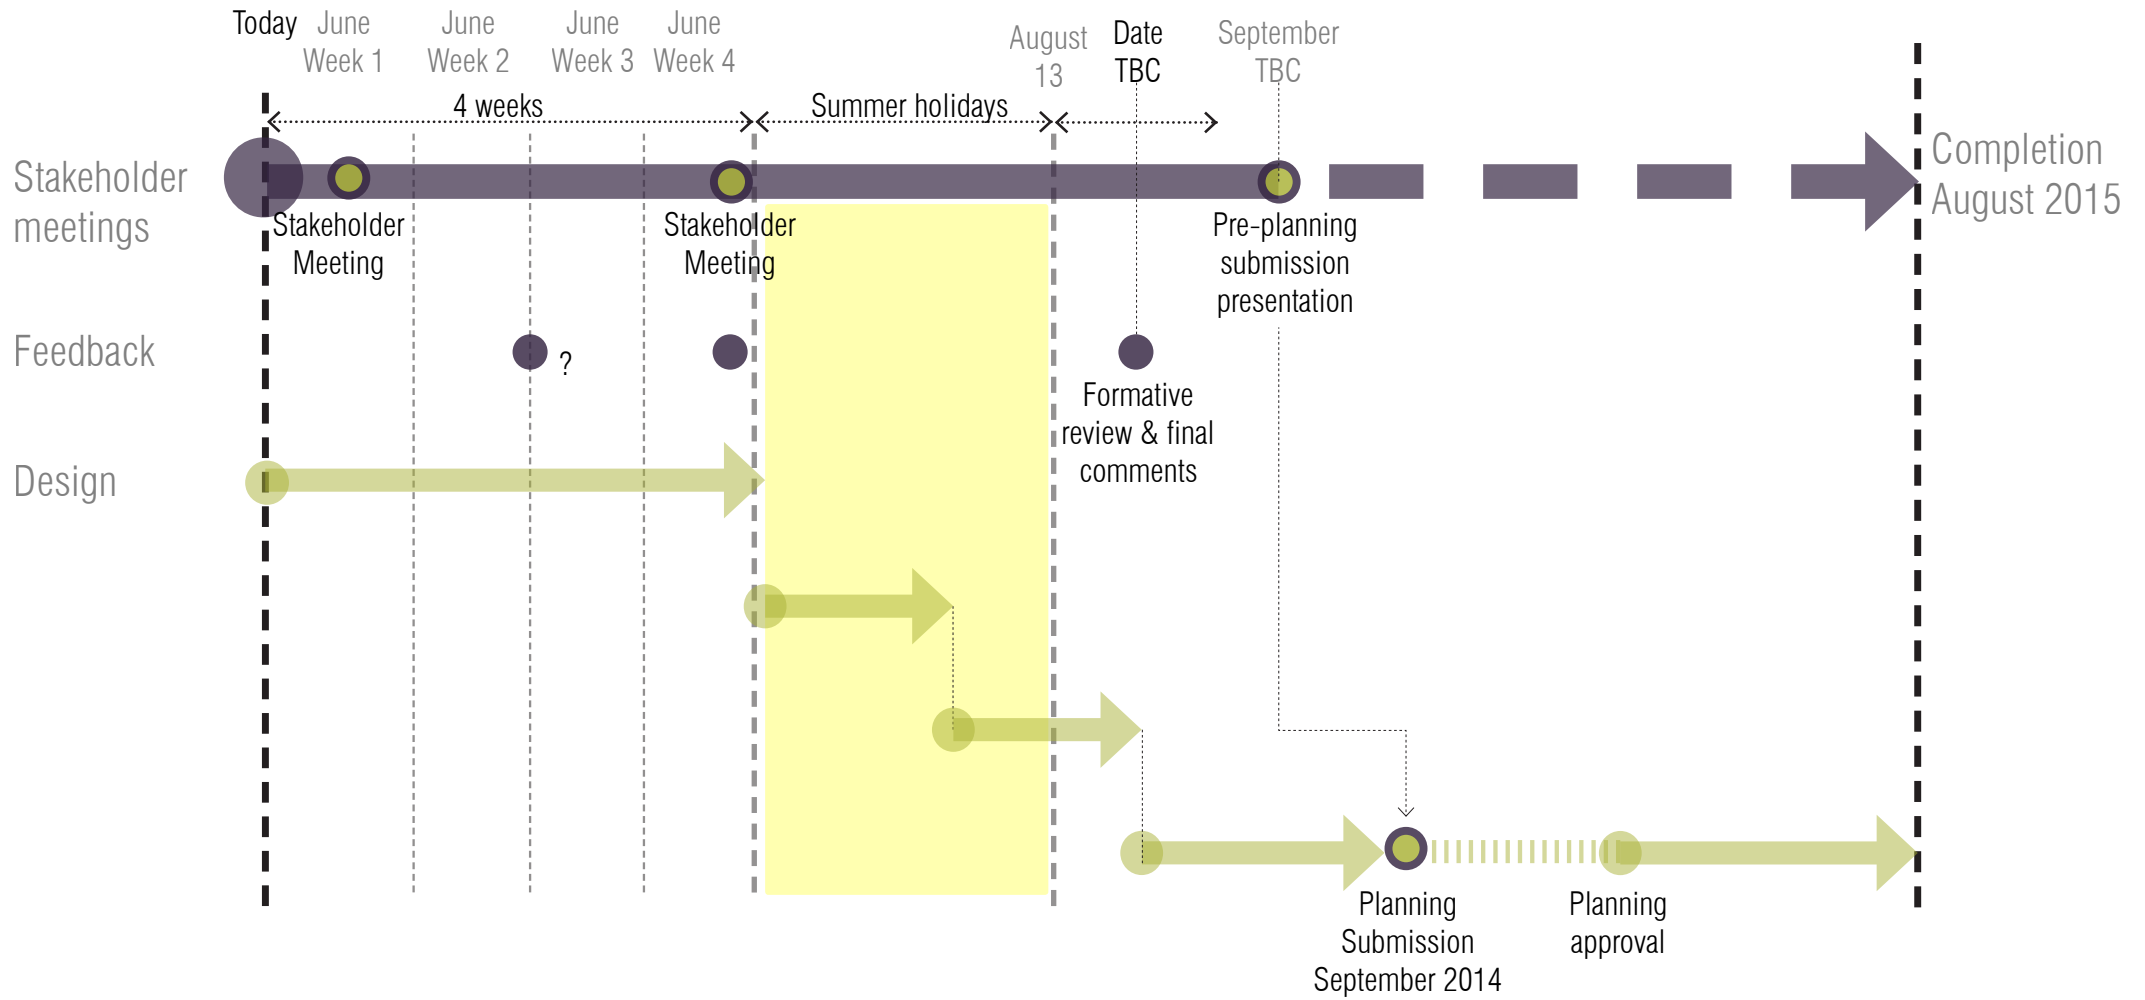 Today
June
Week 1
June
Week 2
June
Week 3
June
Week 4
August
13
Date
TBC
September
TBC
4 weeks
Summer holidays
Stakeholder
meetings
Completion
August 2015
Stakeholder
Meeting
Stakeholder
Meeting
Pre-planning
submission
presentation
Feedback
?
Formative
review & final
comments
Design
Planning
Submission
September 2014
Planning
approval